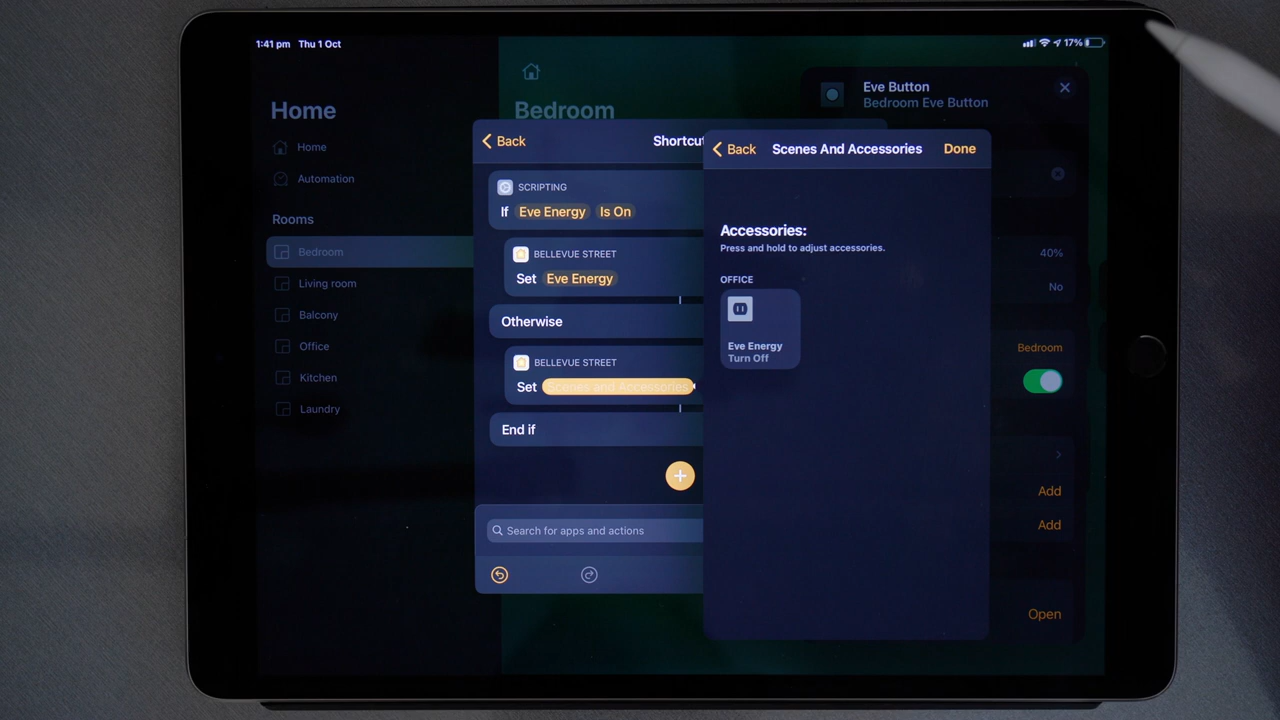 1:41 pm Thu 1 Oct
17%
Home
Home
Automation
Rooms
Bedroom
Living room
Balcony
Office
Kitchen
Laundry
Bedroom
Eve Button
Bedroom Eve Button
40%
No
Bedroom
Add
Add
Open
Back
Shortcut
SCRIPTING
If Eve Energy Is On
BELLEVUE STREET
Set Eve Energy
Otherwise
BELLEVUE STREET
Set Scenes and Accessories
End if
Search for apps and actions
Back Scenes And Accessories Done
Accessories:
Press and hold to adjust accessories.
OFFICE
Eve Energy
Turn Off